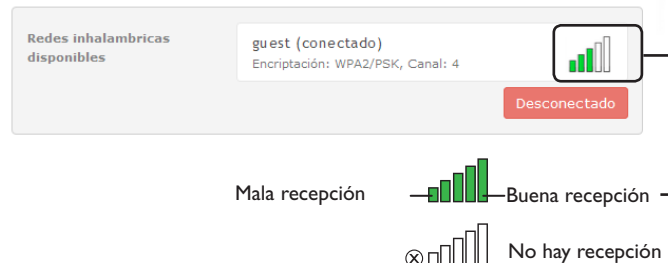 Redes inhalambricas
disponibles
guest (conectado)
Encriptación: WPA2/PSK, Canal: 4
Desconectado
Mala recepción
Buena recepción
No hay recepción